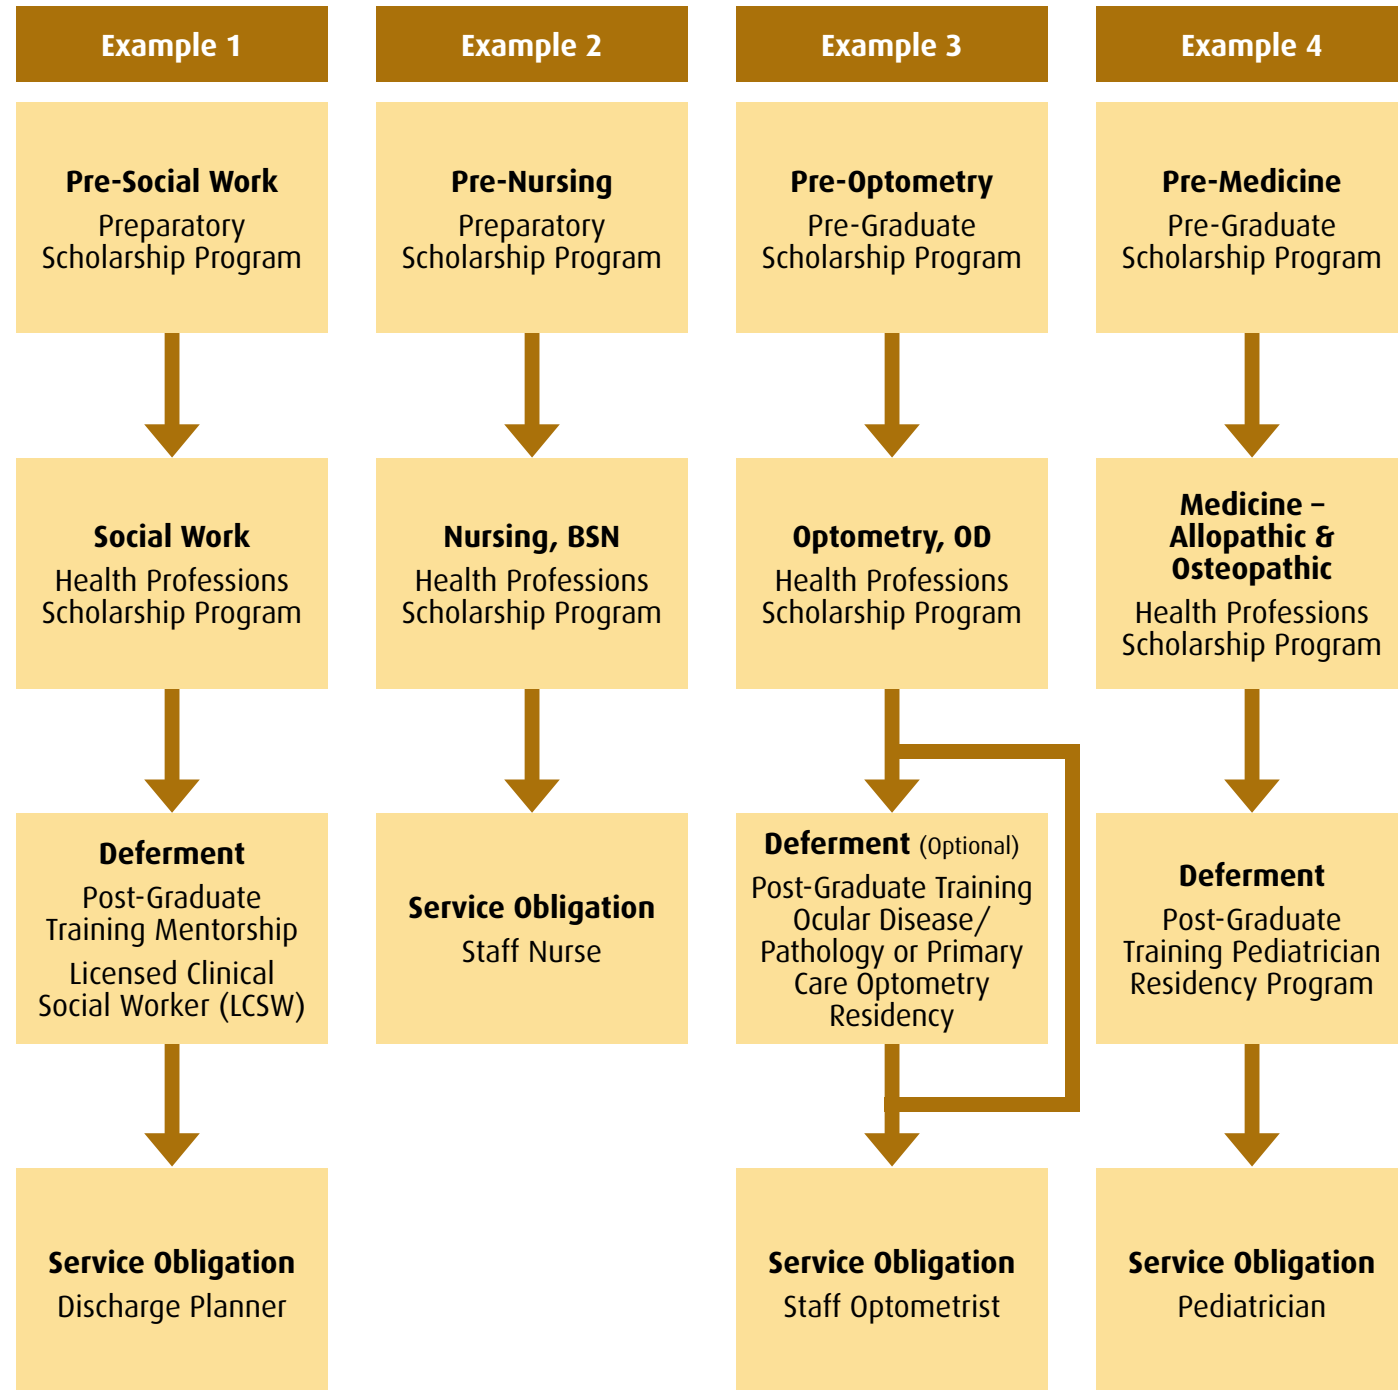 Example 1
Example 2
Example 3
Example 4
Pre-Social Work
Preparatory
Scholarship Program
Pre-Nursing
Preparatory
Scholarship Program
Pre-Optometry
Pre-Graduate
Scholarship Program
Pre-Medicine
Pre-Graduate
Scholarship Program
Social Work
Health Professions
Scholarship Program
Nursing, BSN
Health Professions
Scholarship Program
Optometry, OD
Health Professions
Scholarship Program
Medicine –
Allopathic &
Osteopathic
Health Professions
Scholarship Program
Deferment
Post-Graduate
Training Mentorship
Licensed Clinical
Social Worker (LCSW)
Service Obligation
Staff Nurse
Deferment (Optional)
Post-Graduate Training
Ocular Disease/
Pathology or Primary
Care Optometry
Residency
Deferment
Post-Graduate
Training Pediatrician
Residency Program
Service Obligation
Discharge Planner
Service Obligation
Staff Optometrist
Service Obligation
Pediatrician